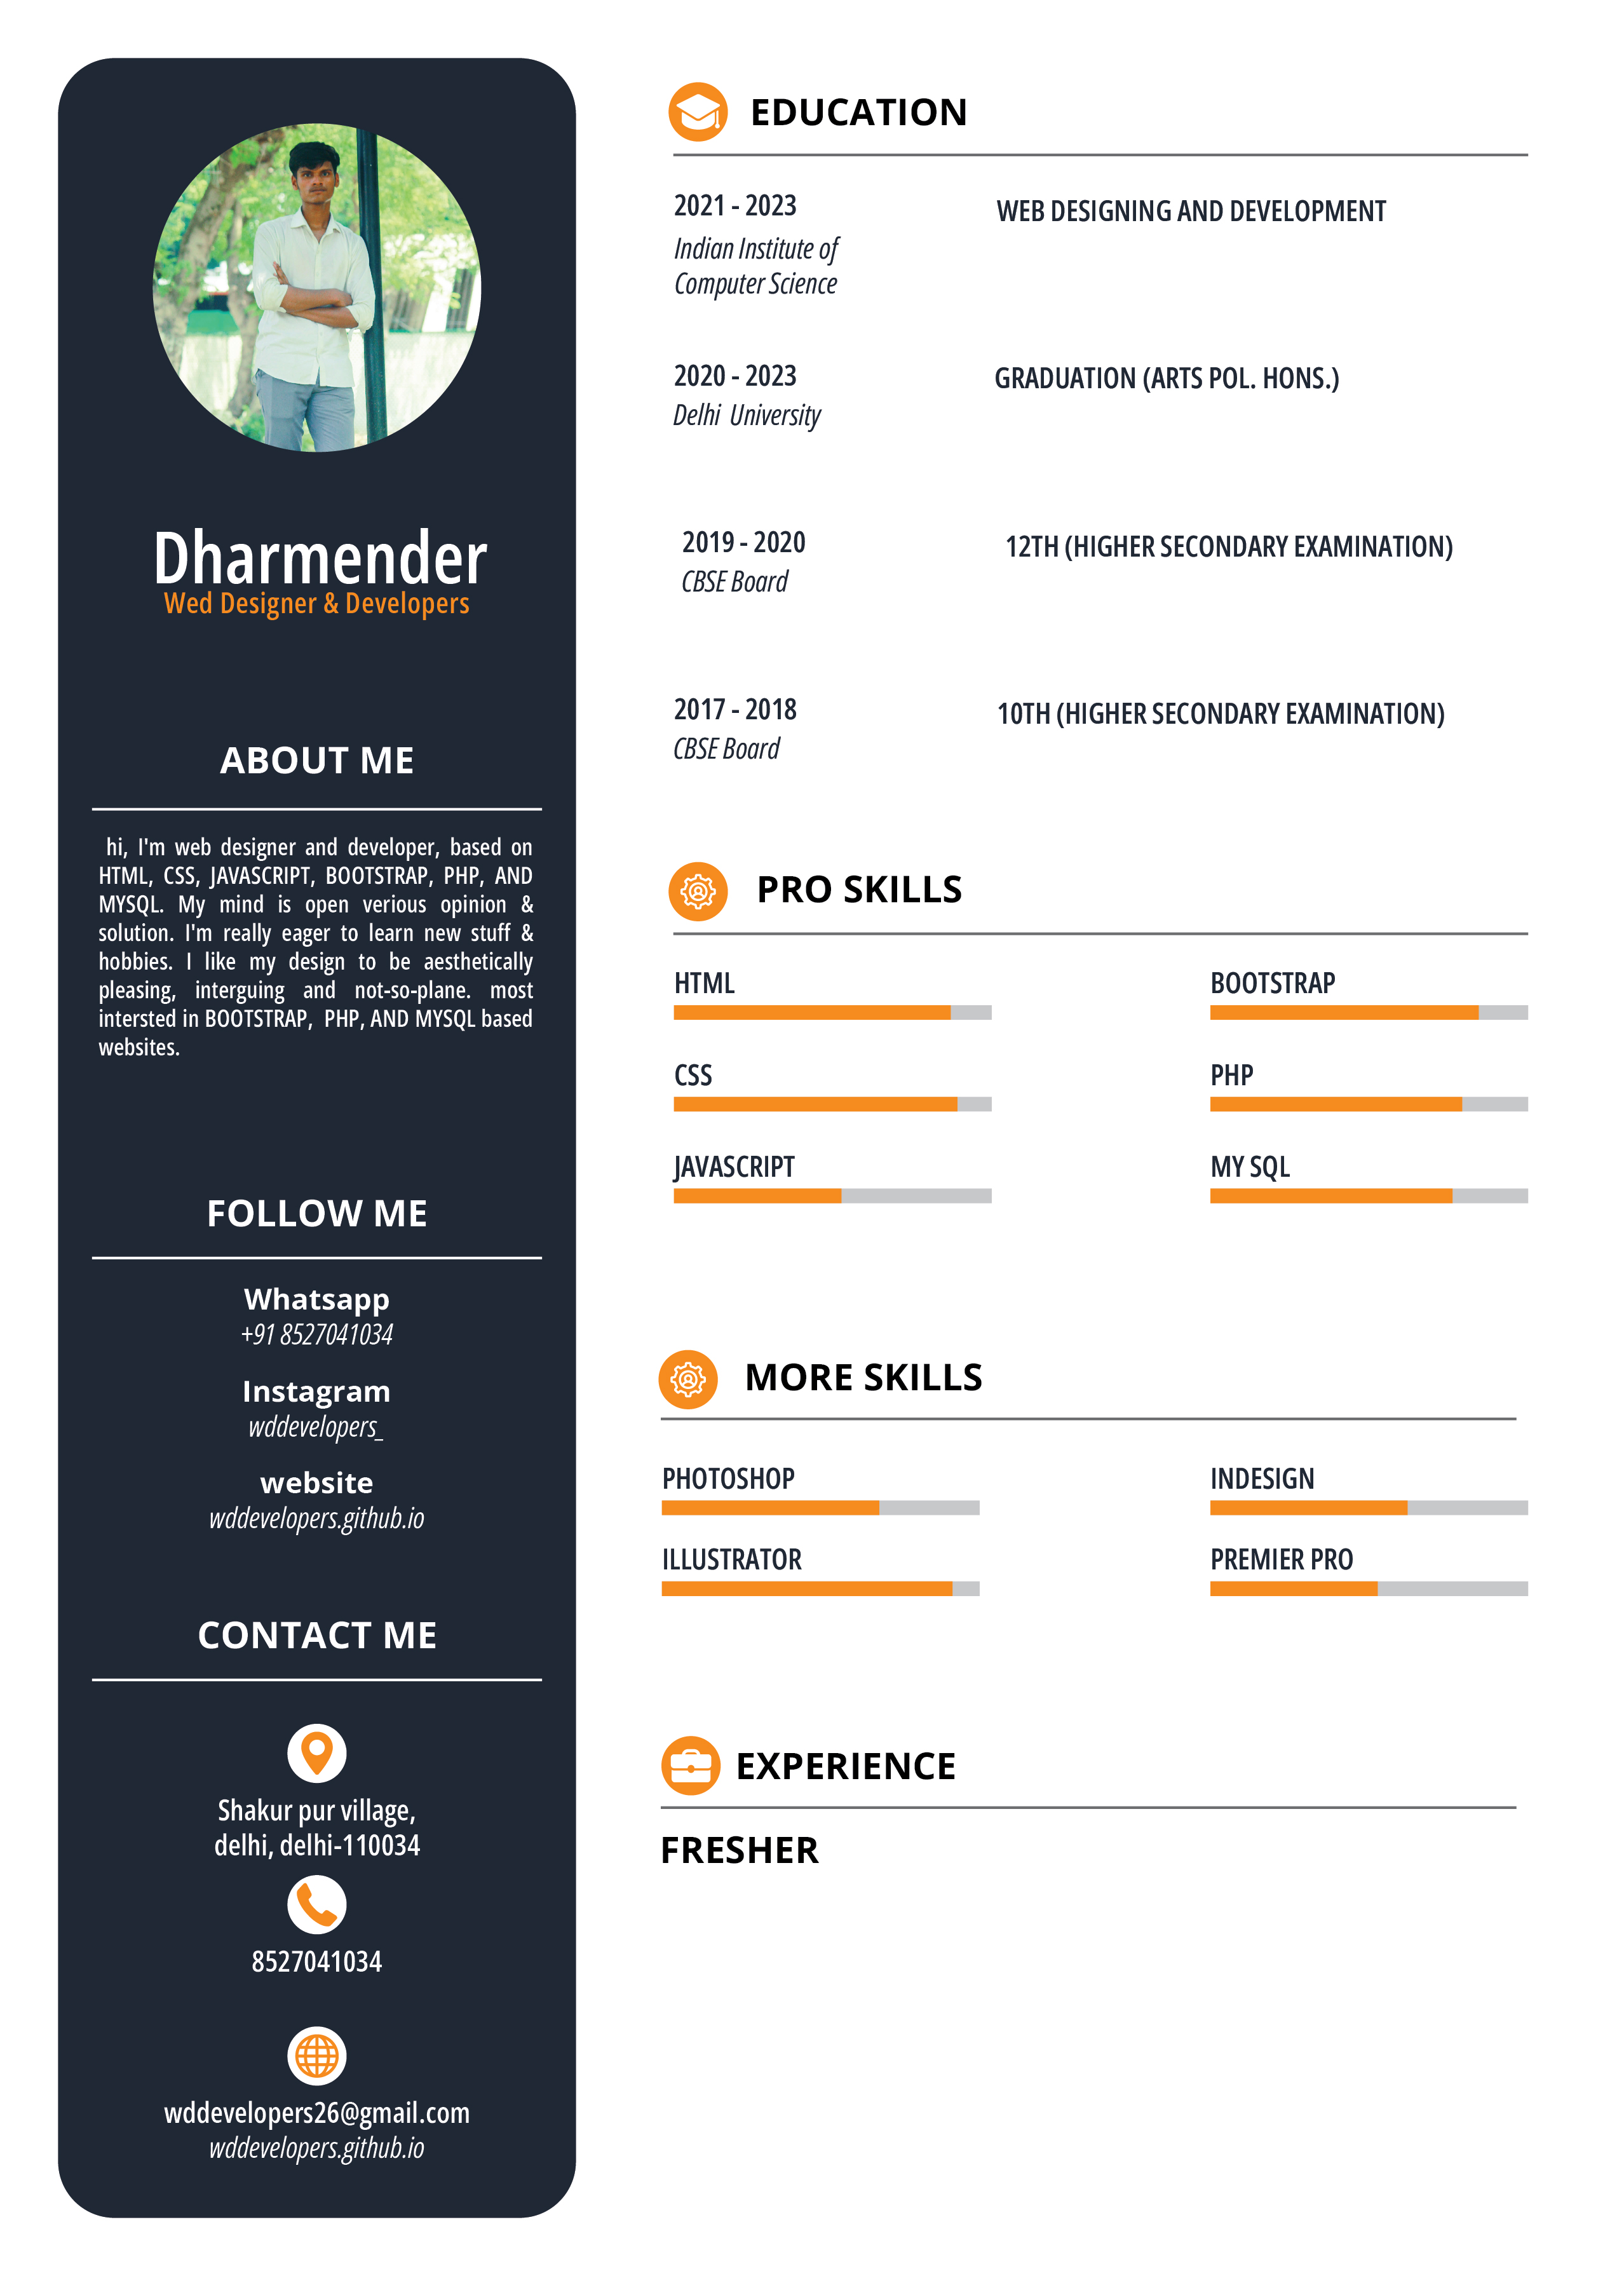 Dharmender
Wed Designer & Developers
ABOUT ME
hi, I'm web designer and developer, based on
HTML, CSS, JAVASCRIPT, BOOTSTRAP, PHP, AND
MYSQL. My mind is open verious opinion &
solution. I'm really eager to learn new stuff &
hobbies. I like my design to be aesthetically
pleasing, interguing and not-so-plane. most
intersted in BOOTSTRAP, PHP, AND MYSQL based
websites.
FOLLOW ME
Whatsapp
+91 8527041034
Instagram
wddevelopers_
website
wddevelopers.github.io
CONTACT ME
Shakur pur village,
delhi, delhi-110034
8527041034
wddevelopers26@gmail.com
wddevelopers.github.io
EDUCATION
2021 - 2023
WEB DESIGNING AND DEVELOPMENT
Indian Institute of
Computer Science
2020 - 2023
GRADUATION (ARTS POL. HONS.)
Delhi University
2019 - 2020
12TH (HIGHER SECONDARY EXAMINATION)
CBSE Board
2017 - 2018
10TH (HIGHER SECONDARY EXAMINATION)
CBSE Board
PRO SKILLS
HTML
BOOTSTRAP
CSS
PHP
JAVASCRIPT
MY SQL
MORE SKILLS
PHOTOSHOP
INDESIGN
ILLUSTRATOR
PREMIER PRO
EXPERIENCE
FRESHER